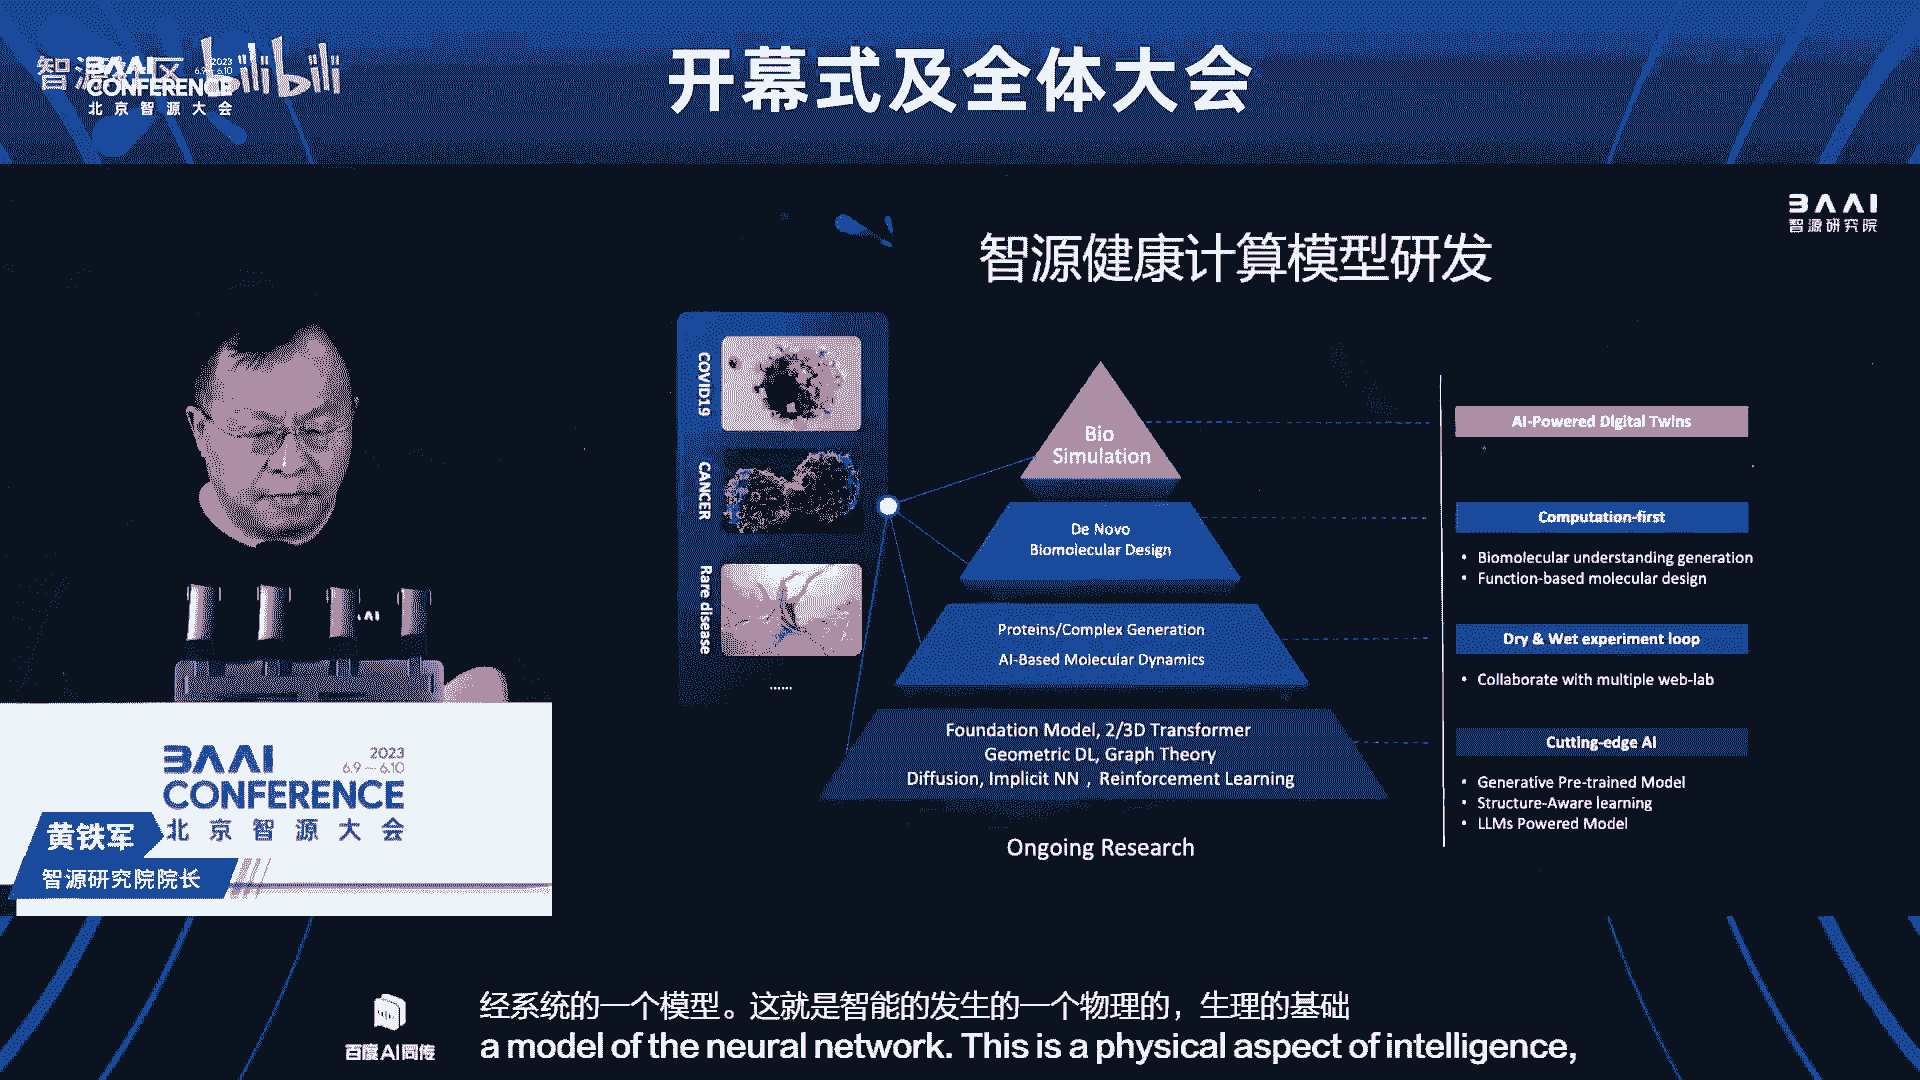 智源社区 bilibili
BAAI 2023
6.9 — 6.10
CONFERENCE
北京智源大会
开幕式及全体大会
BAAI
智源研究院
智源健康计算模型研发
COVID19
CANCER
Rare disease
......
Bio
Simulation
De Novo
Biomolecular Design
Proteins/Complex Generation
AI-Based Molecular Dynamics
Foundation Model, 2/3D Transformer
Geometric DL, Graph Theory
Diffusion, Implicit NN，Reinforcement Learning
Ongoing Research
AI-Powered Digital Twins
Computation-first
• Biomolecular understanding generation
• Function-based molecular design
Dry & Wet experiment loop
• Collaborate with multiple web-lab
Cutting-edge AI
• Generative Pre-trained Model
• Structure-Aware learning
• LLMs Powered Model
BAAI 2023
6.9 — 6.10
CONFERENCE
北京智源大会
黄铁军
智源研究院院长
百度AI同传
经系统的一个模型。这就是智能的发生的一个物理的，生理的基础
a model of the neural network. This is a physical aspect of intelligence,